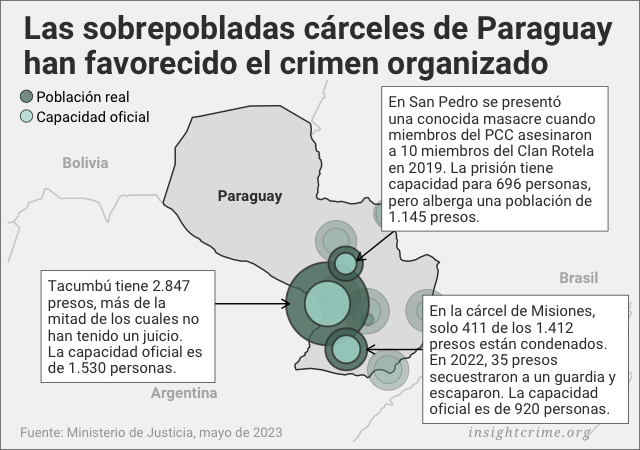 Las sobrepobladas cárceles de Paraguay
han favorecido el crimen organizado
Población real
Capacidad oficial
En San Pedro se presentó
una conocida masacre cuando
miembros del PCC asesinaron
a 10 miembros del Clan Rotela
en 2019. La prisión tiene
capacidad para 696 personas,
pero alberga una población de
1.145 presos.
Bolivia
Paraguay
Brasil
Tacumbú tiene 2.847
presos, más de la
mitad de los cuales no
han tenido un juicio.
La capacidad oficial es
de 1.530 personas.
En la cárcel de Misiones,
solo 411 de los 1.412
presos están condenados.
En 2022, 35 presos
secuestraron a un guardia y
escaparon. La capacidad
oficial es de 920 personas.
Argentina
Fuente: Ministerio de Justicia, mayo de 2023
insightcrime.org